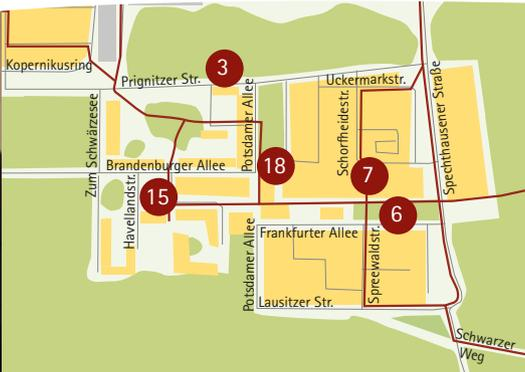 Kopernikusring
Prignitzer Str.
3
Uckermarkstr.
Zum Schwärzesee
Potsdamer Allee
Schorfheidestr.
Spechthausener Straße
Brandenburger Allee
18
7
15
Havellandstr.
6
Potsdamer Allee
Frankfurter Allee
Spreewaldstr.
Lausitzer Str.
Schwarzer
Weg